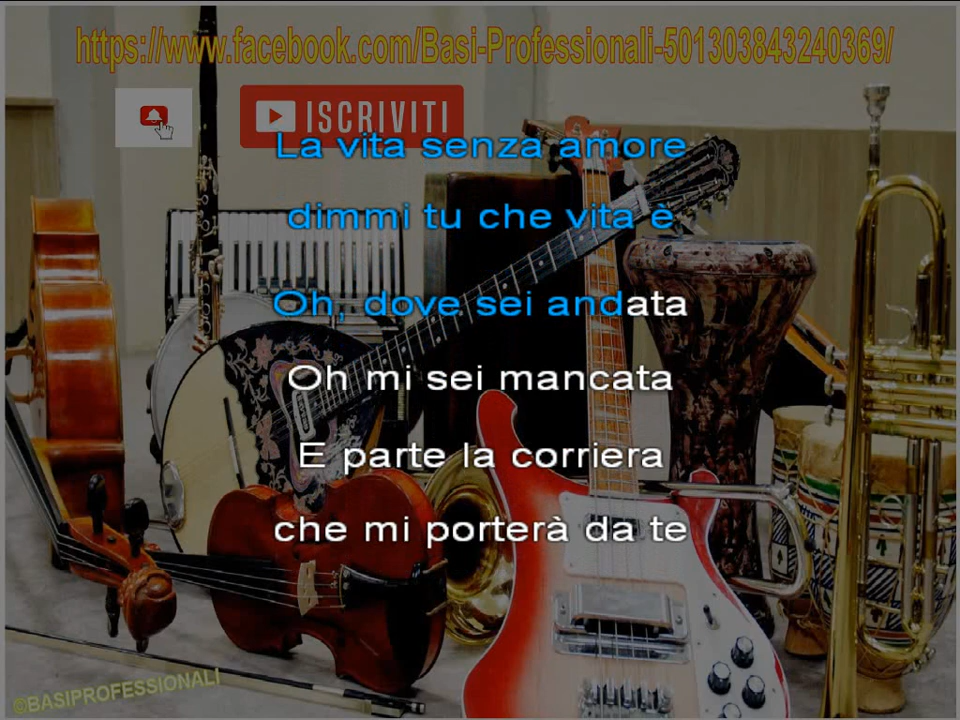 https://www.facebook.com/Basi-Professionali-501303843240369/
ISCRIVITI
La vita senza amore
dimmi tu che vita è
Oh, dove sei andata
Oh mi sei mancata
E parte la corriera
che mi porterà da te
©BASIPROFESSIONALI